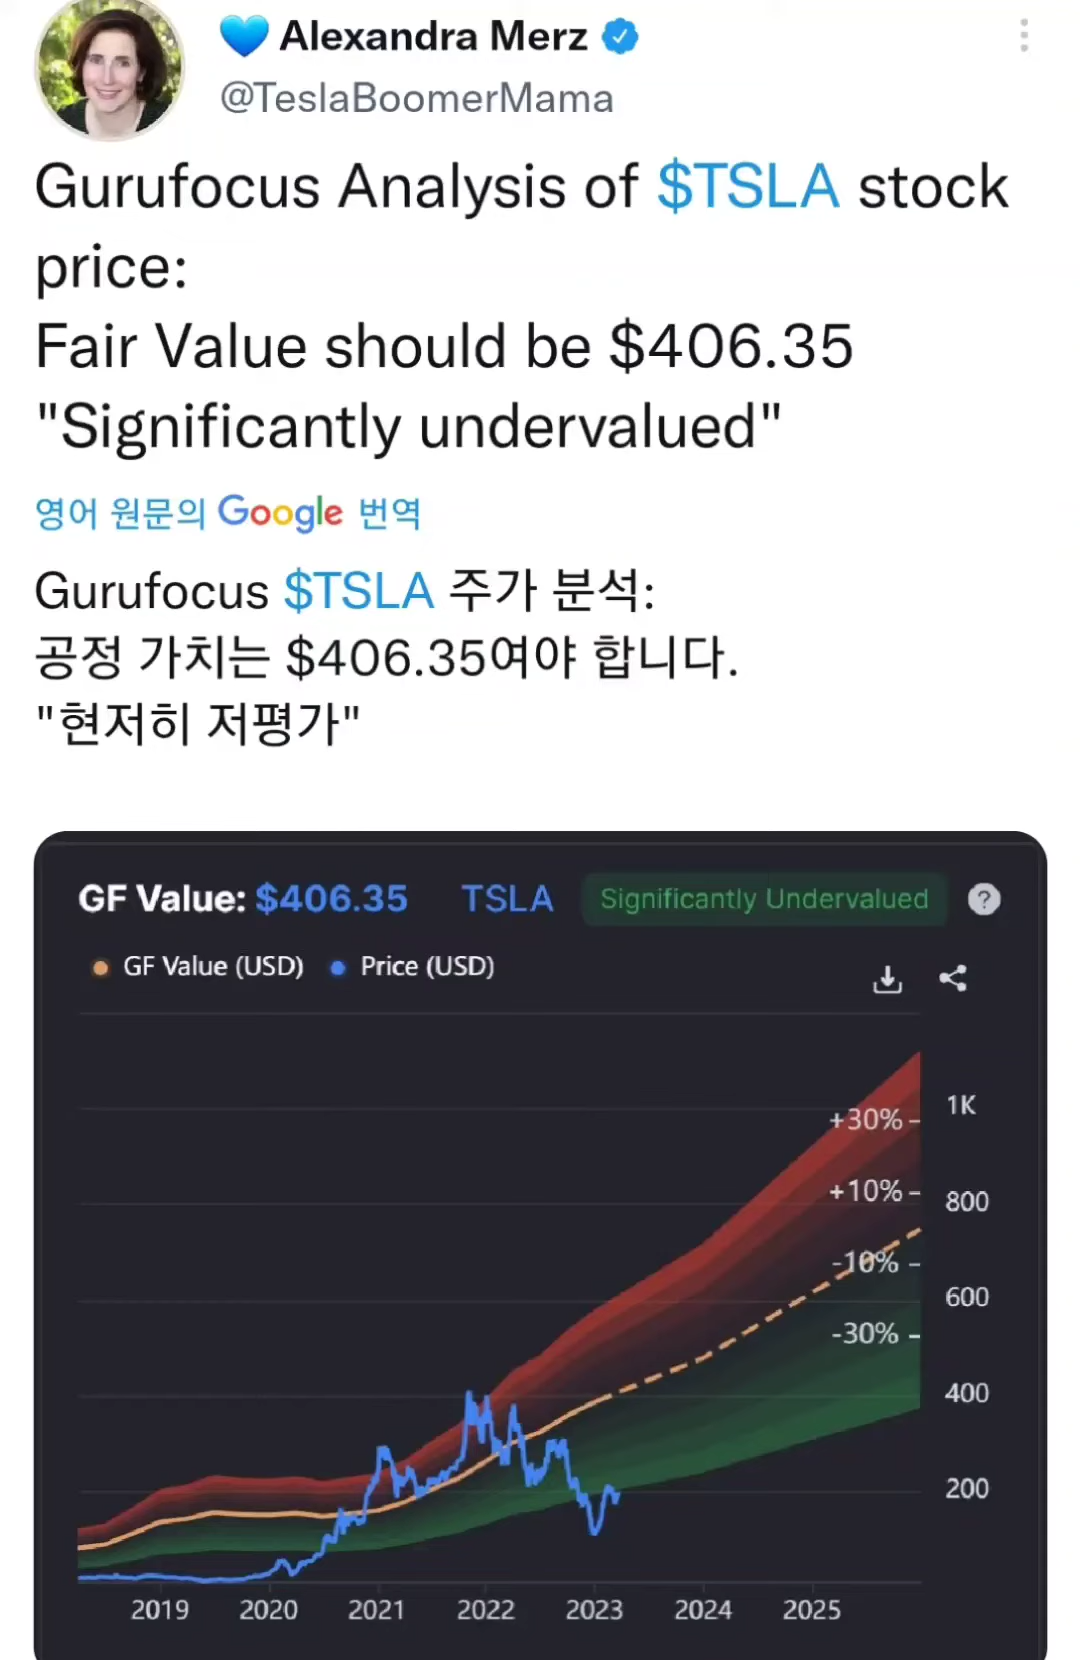 💙 Alexandra Merz
@TeslaBoomerMama
Gurufocus Analysis of $TSLA stock
price:
Fair Value should be $406.35
"Significantly undervalued"
영어 원문의 Google 번역
Gurufocus $TSLA 주가 분석:
공정 가치는 $406.35여야 합니다.
"현저히 저평가"
GF Value: $406.35 TSLA Significantly Undervalued ?
GF Value (USD) Price (USD)
1K
+30%
+10%
800
-10%
600
-30%
400
200
2019 2020 2021 2022 2023 2024 2025